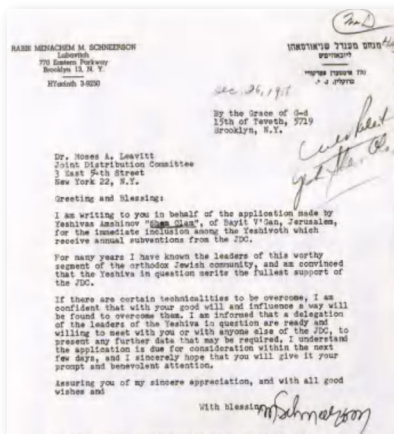 RABBI MENACHEM M. SCHNEERSON
Lubavitch
770 Eastern Parkway
Brooklyn 13, N. Y.
HYacinth 3-9250
מנחם מענדל שניאורסאהן
ליובאוויטש
ברוקלין, נ. י.
Dec. 26, 195
By the Grace of G-d
15th of Teveth, 5719
Brooklyn, N.Y.
Dr. Moses A. Leavitt
Joint Distribution Committee
3 East 54th Street
New York 22, N.Y.
Greeting and Blessing:
I am writing to you in behalf of the application made by
Yeshivas Amshinov "Shem Olam", of Bayit V'Gan, Jerusalem,
for the immediate inclusion among the Yeshivoth which
receive annual subventions from the JDC.
For many years I have known the leaders of this worthy
segment of the orthodox Jewish community, and am convinced
that the Yeshiva in question merits the fullest support of
the JDC.
If there are certain technicalities to be overcome, I am
confident that with your good will and influence a way will
be found to overcome them. I am informed that a delegation
of the leaders of the Yeshiva in question are ready and
willing to meet with you or with anyone else of the JDC, to
present any further data that may be required. I understand
the application is due for consideration within the next
few days, and I sincerely hope that you will give it your
prompt and benevolent attention.
Assuring you of my sincere appreciation, and with all good
wishes and
With blessing
MSchneerson